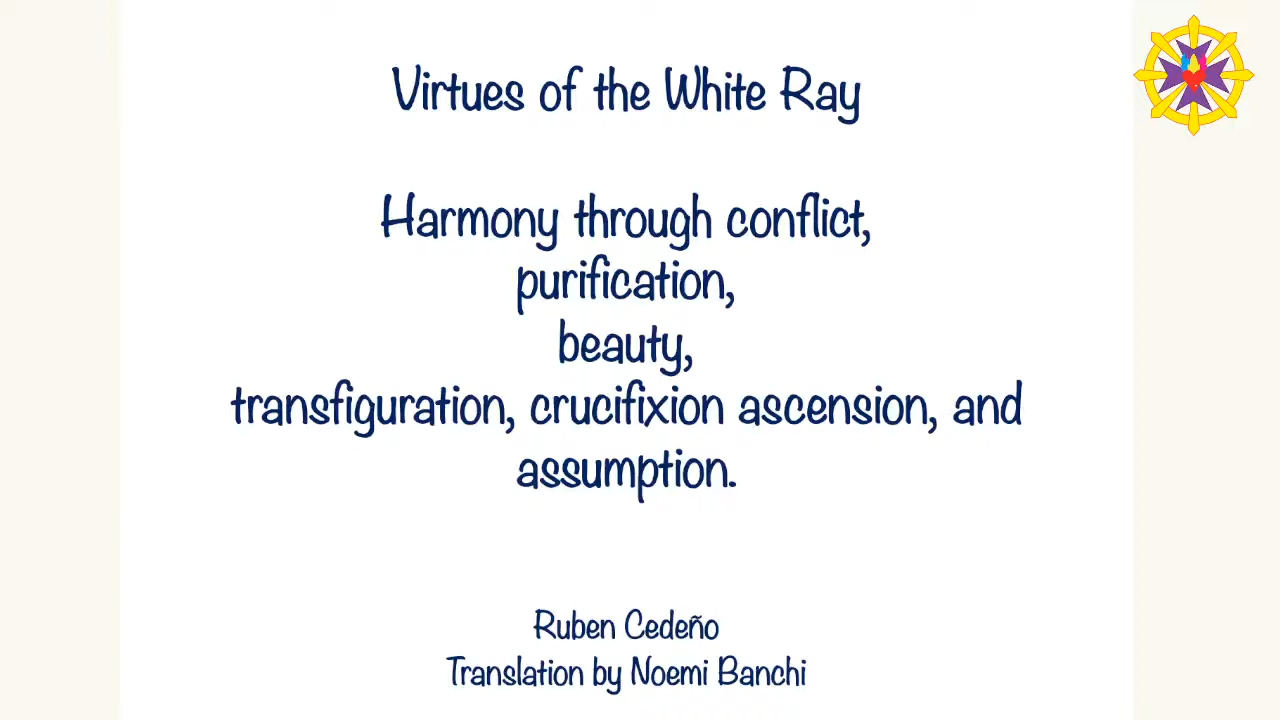 Virtues of the White Ray
Harmony through conflict,
purification,
beauty,
transfiguration, crucifixion ascension, and
assumption.
Ruben Cedeño
Translation by Noemi Banchi